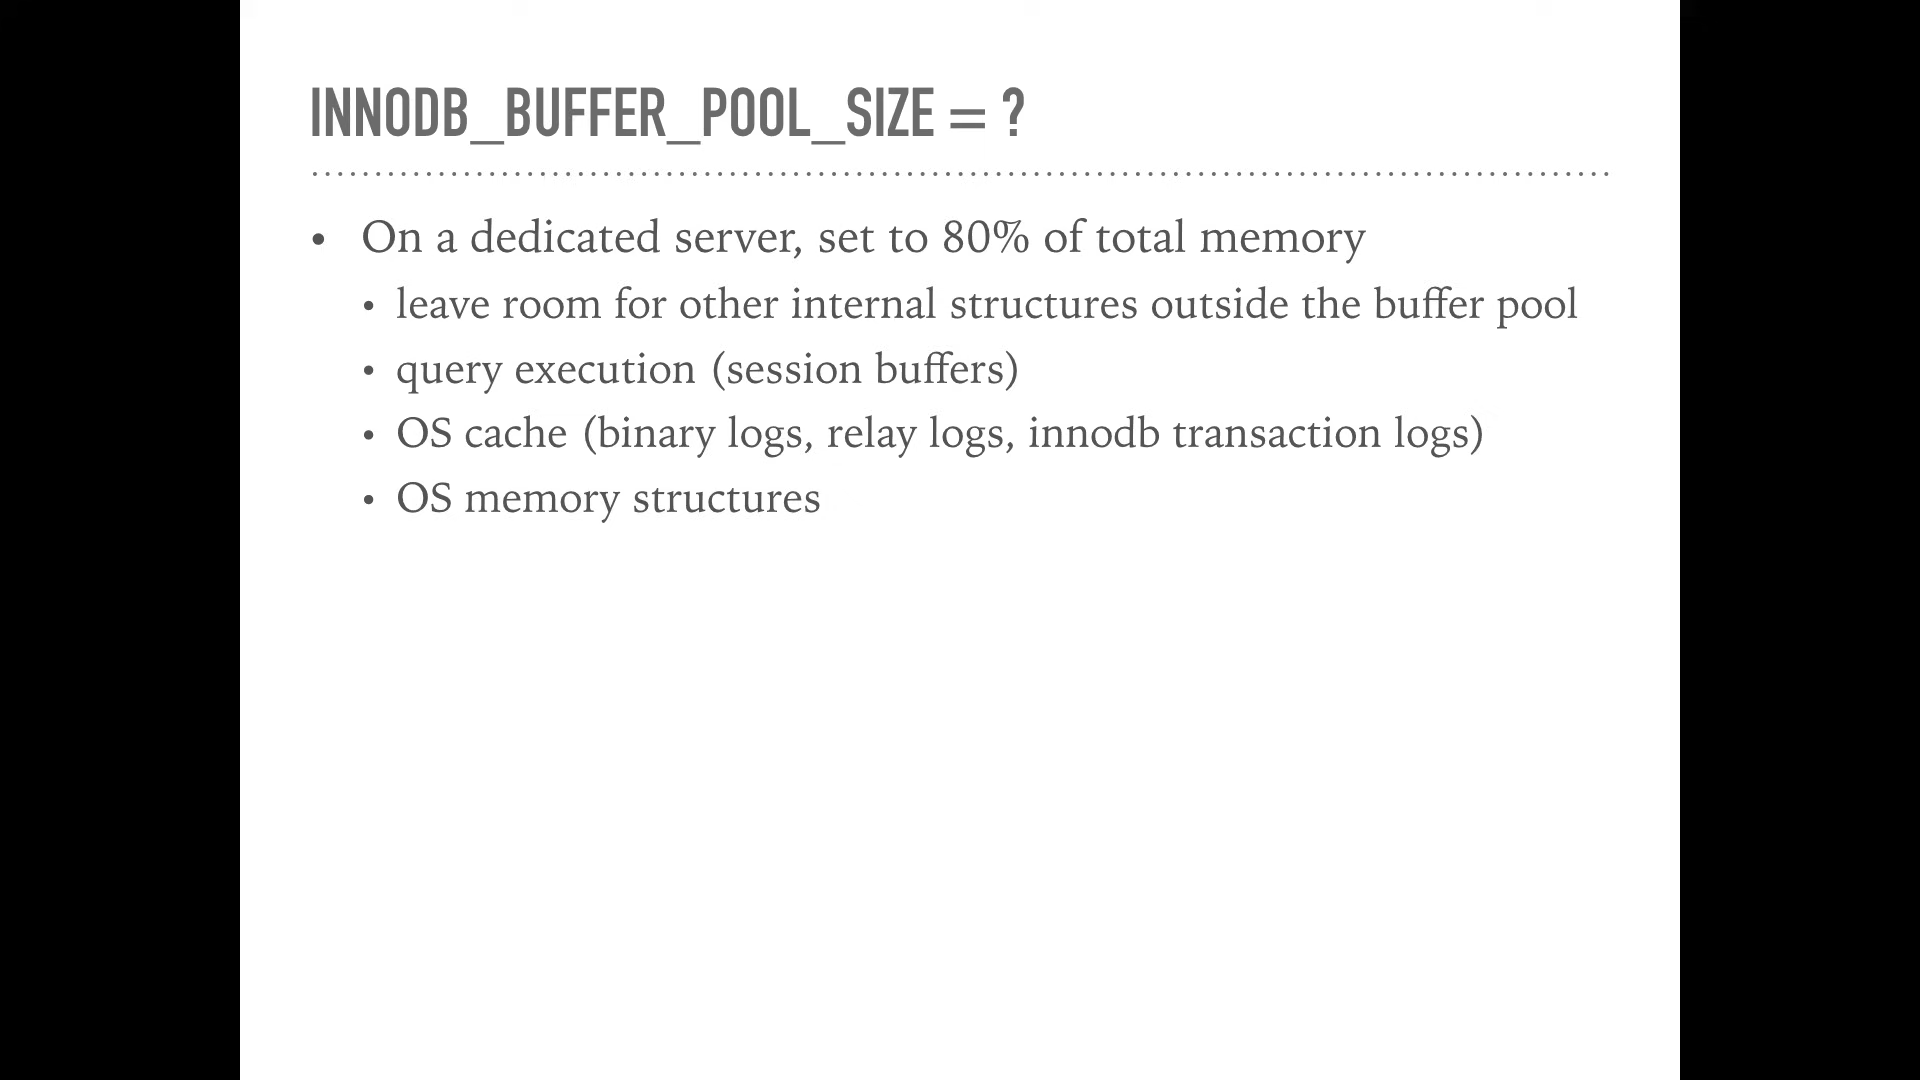 INNODB_BUFFER_POOL_SIZE = ?
• On a dedicated server, set to 80% of total memory
• leave room for other internal structures outside the buffer pool
• query execution (session buffers)
• OS cache (binary logs, relay logs, innodb transaction logs)
• OS memory structures